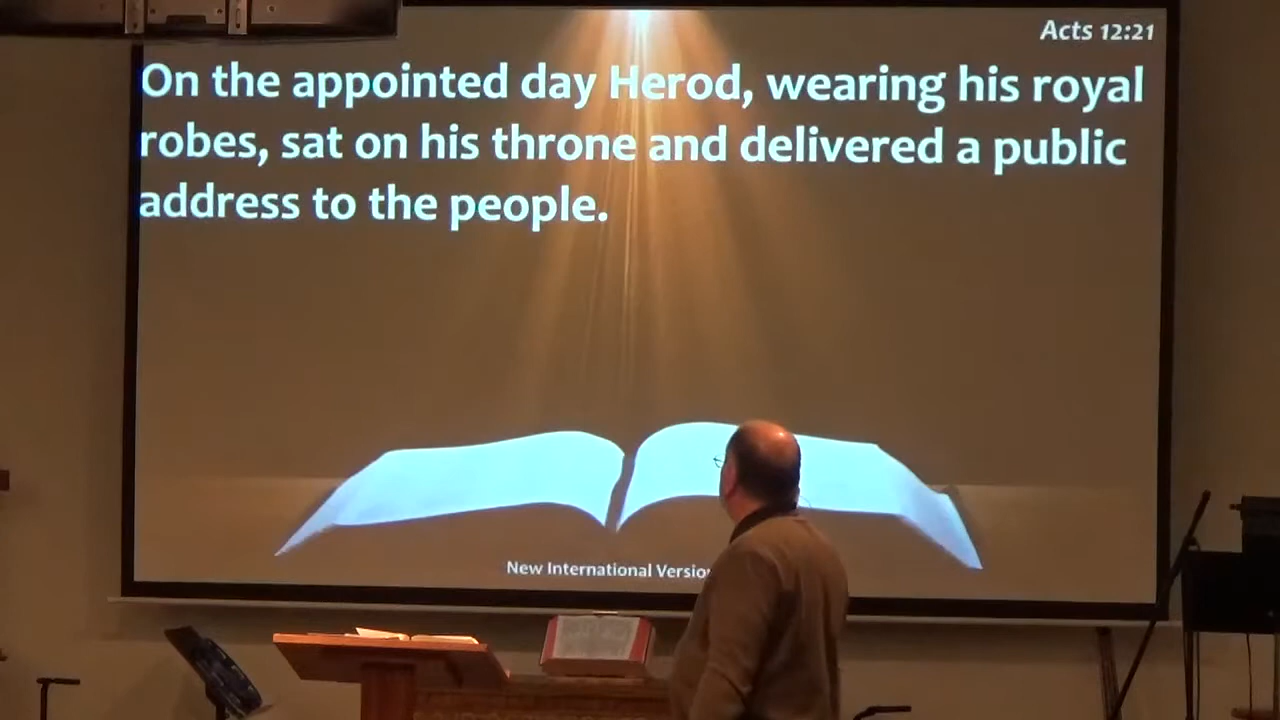 Acts 12:21
On the appointed day Herod, wearing his royal
robes, sat on his throne and delivered a public
address to the people.
New International Versio